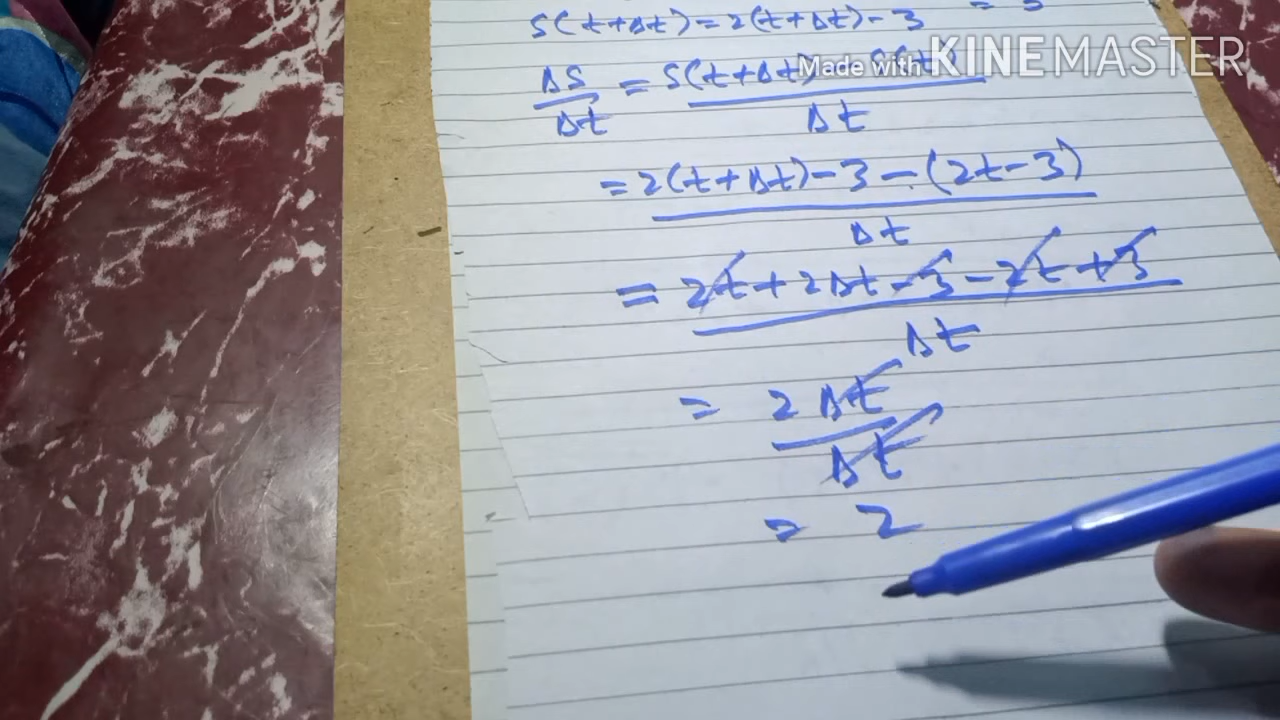 S(t+Δt) = 2(t+Δt) - 3
Made with KINEMASTER
ΔS/Δt = S(t+Δt) - S(t)/Δt
= 2(t+Δt) - 3 - (2t - 3)/Δt
= 2t + 2Δt - 3 - 2t + 3/Δt
= 2Δt/Δt
= 2